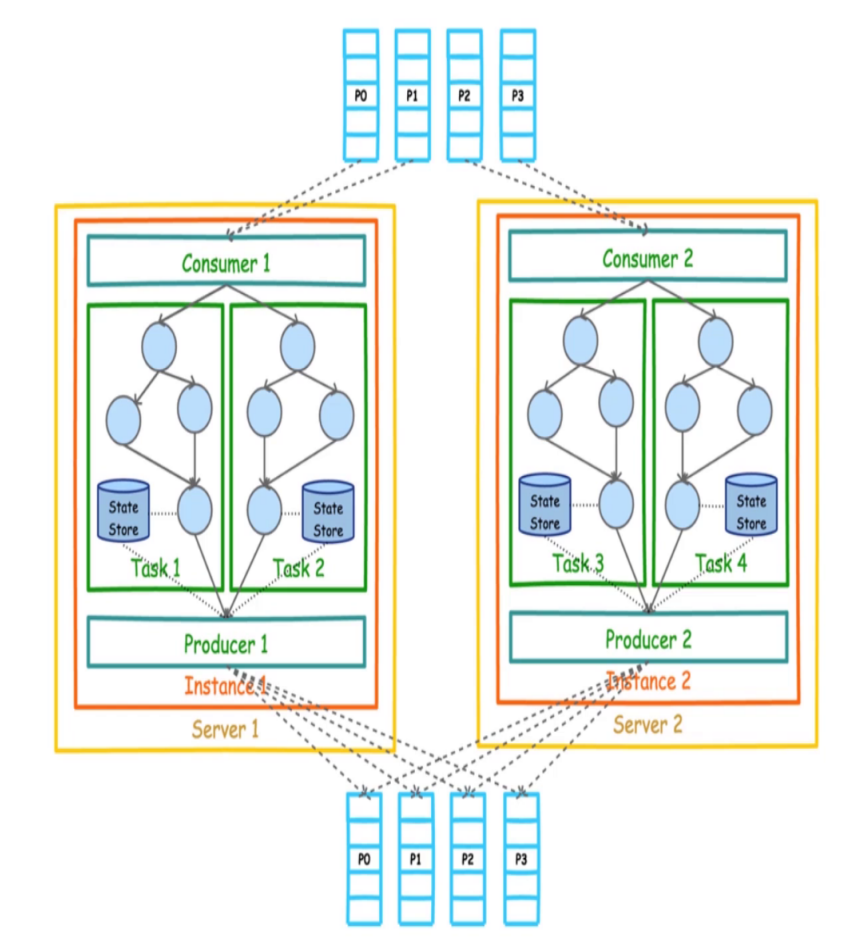 P0
P1
P2
P3
Consumer 1
Consumer 2
State
Store
State
Store
State
Store
State
Store
Task 1
Task 2
Task 3
Task 4
Producer 1
Producer 2
Instance 1
Instance 2
Server 1
Server 2
P0
P1
P2
P3